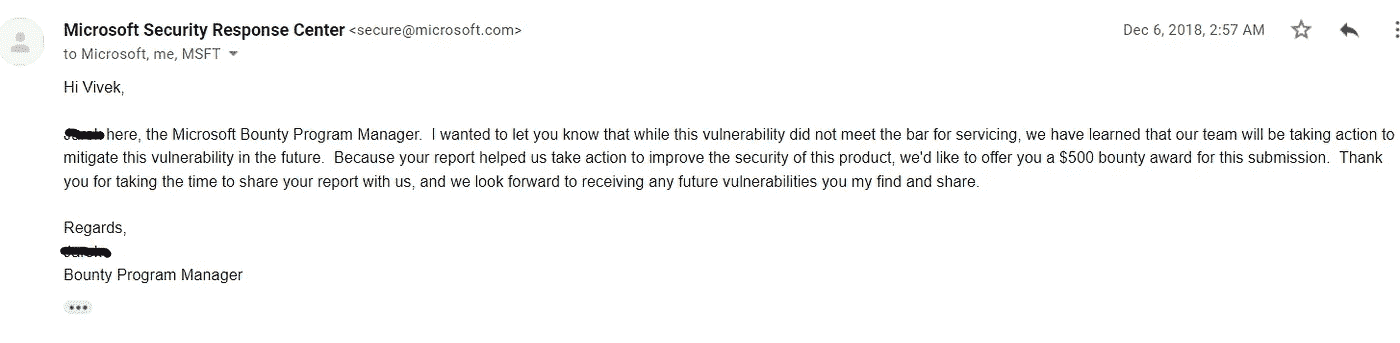 Microsoft Security Response Center <secure@microsoft.com>
Dec 6, 2018, 2:57 AM
to Microsoft, me, MSFT
Hi Vivek,
here, the Microsoft Bounty Program Manager.  I wanted to let you know that while this vulnerability did not meet the bar for servicing, we have learned that our team will be taking action to
mitigate this vulnerability in the future.  Because your report helped us take action to improve the security of this product, we'd like to offer you a $500 bounty award for this submission.  Thank
you for taking the time to share your report with us, and we look forward to receiving any future vulnerabilities you my find and share.
Regards,
Bounty Program Manager